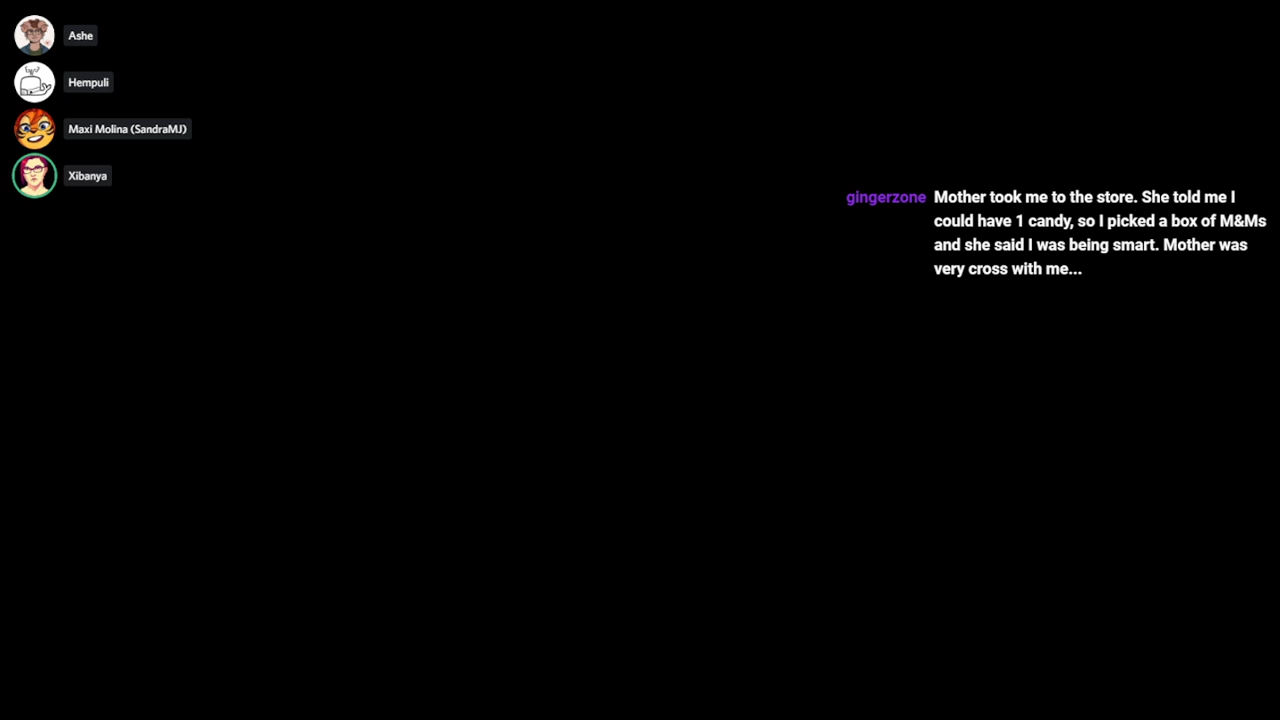 Ashe
Hempuli
Maxi Molina (SandraMJ)
Xibanya
gingerzone Mother took me to the store. She told me I
could have 1 candy, so I picked a box of M&Ms
and she said I was being smart. Mother was
very cross with me...